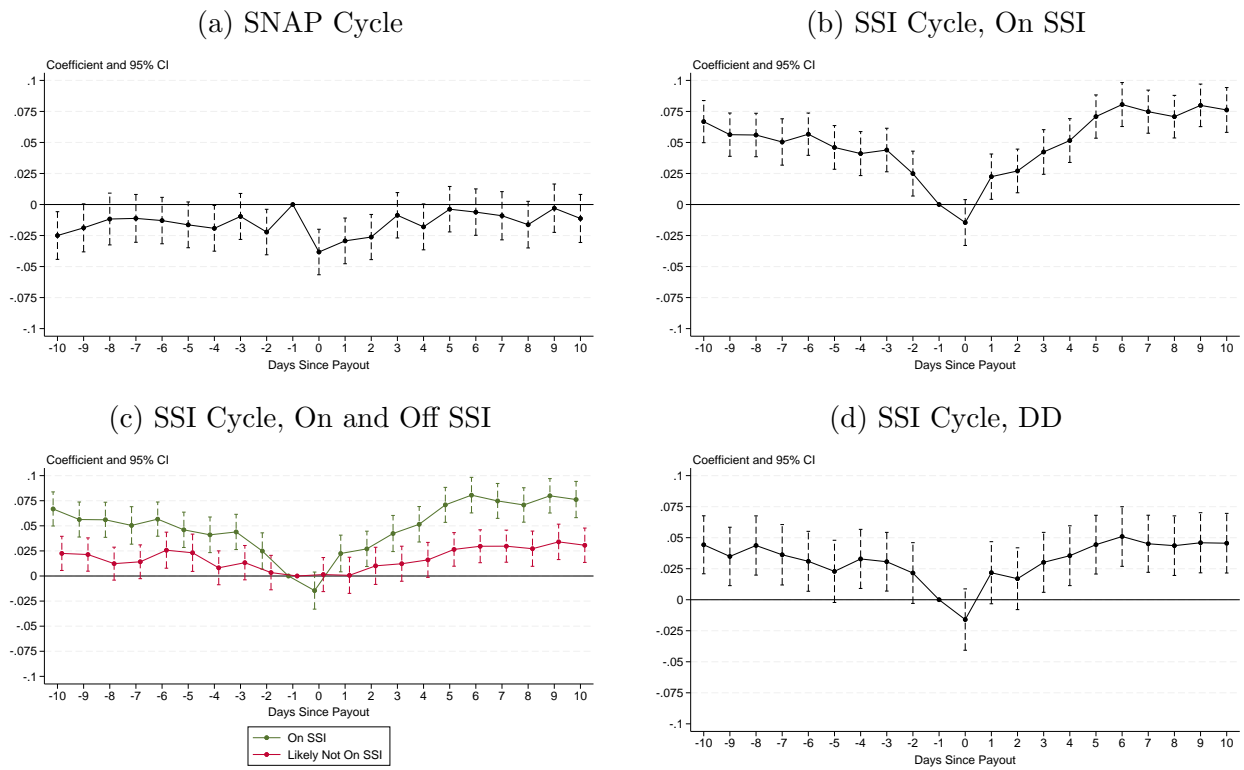 (a) SNAP Cycle
Coefficient and 95% CI
.1
.075
.05
.025
0
-.025
-.05
-.075
-.1
-10 -9 -8 -7 -6 -5 -4 -3 -2 -1 0 1 2 3 4 5 6 7 8 9 10
Days Since Payout
(b) SSI Cycle, On SSI
Coefficient and 95% CI
.1
.075
.05
.025
0
-.025
-.05
-.075
-.1
-10 -9 -8 -7 -6 -5 -4 -3 -2 -1 0 1 2 3 4 5 6 7 8 9 10
Days Since Payout
(c) SSI Cycle, On and Off SSI
Coefficient and 95% CI
.1
.075
.05
.025
0
-.025
-.05
-.075
-.1
-10 -9 -8 -7 -6 -5 -4 -3 -2 -1 0 1 2 3 4 5 6 7 8 9 10
Days Since Payout
On SSI
Likely Not On SSI
(d) SSI Cycle, DD
Coefficient and 95% CI
.1
.075
.05
.025
0
-.025
-.05
-.075
-.1
-10 -9 -8 -7 -6 -5 -4 -3 -2 -1 0 1 2 3 4 5 6 7 8 9 10
Days Since Payout